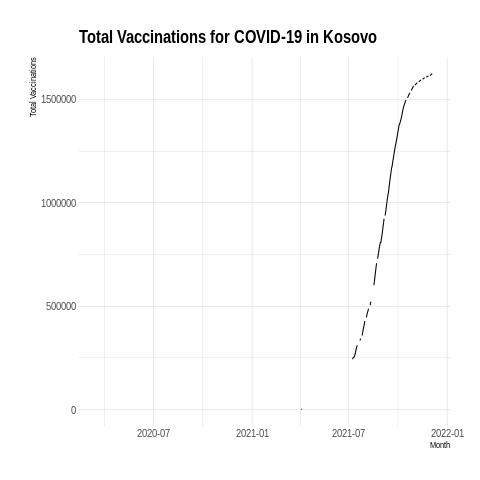 Total Vaccinations for COVID-19 in Kosovo
Total Vaccinations
1500000
1000000
500000
0
2020-07 2021-01 2021-07 2022-01
Month